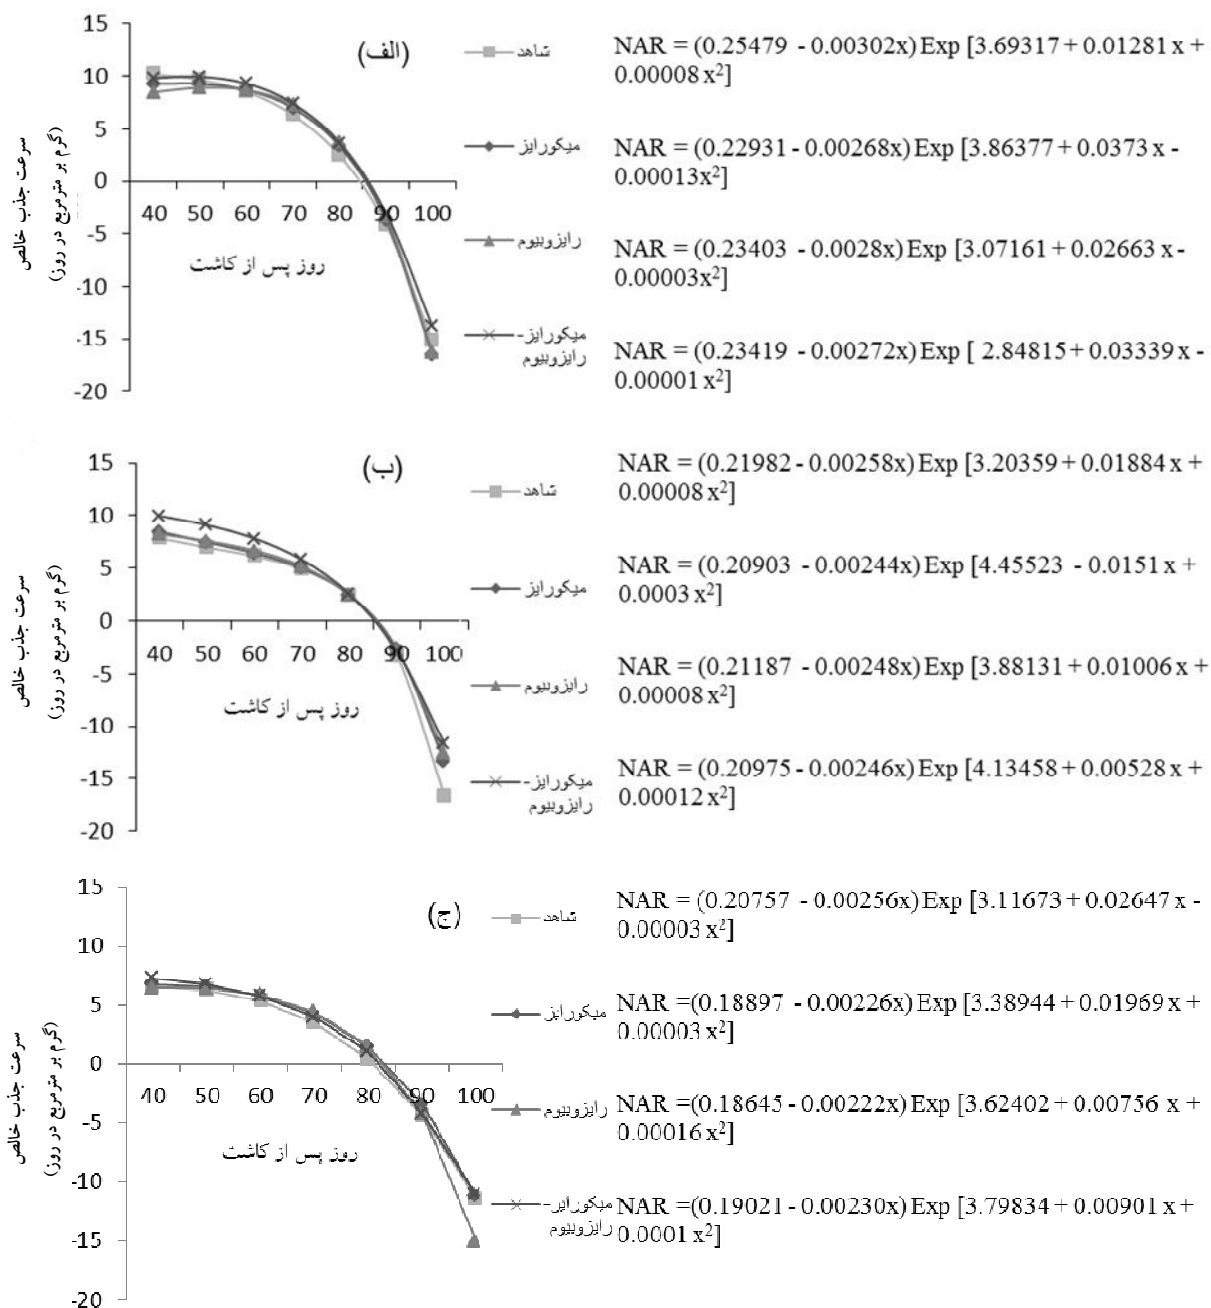 15
10
5
0
-5
-10
-15
-20
40 50 60 70 80 90 100
(الف)
روز پس از کاشت
سرعت جذب خالص
(گرم بر مترمربع در روز)
شاهد
NAR = (0.25479 - 0.00302x) Exp [3.69317 + 0.01281 x +
0.00008 x²]
میکورایز
NAR = (0.22931 - 0.00268x) Exp [3.86377 + 0.0373 x -
0.00013x²]
رایزوبیوم
NAR = (0.23403 - 0.0028x) Exp [3.07161 + 0.02663 x -
0.00003x²]
میکورایز-
رایزوبیوم
NAR = (0.23419 - 0.00272x) Exp [ 2.84815 + 0.03339 x -
0.00001 x²]
15
10
5
0
-5
-10
-15
-20
40 50 60 70 80 90 100
(ب)
روز پس از کاشت
سرعت جذب خالص
(گرم بر مترمربع در روز)
شاهد
NAR = (0.21982 - 0.00258x) Exp [3.20359 + 0.01884 x +
0.00008 x²]
میکورایز
NAR = (0.20903 - 0.00244x) Exp [4.45523 - 0.0151 x +
0.0003 x²]
رایزوبیوم
NAR = (0.21187 - 0.00248x) Exp [3.88131 + 0.01006 x +
0.00008 x²]
میکورایز-
رایزوبیوم
NAR = (0.20975 - 0.00246x) Exp [4.13458 + 0.00528 x +
0.00012 x²]
15
10
5
0
-5
-10
-15
-20
40 50 60 70 80 90 100
(ج)
روز پس از کاشت
سرعت جذب خالص
(گرم بر مترمربع در روز)
شاهد
NAR = (0.20757 - 0.00256x) Exp [3.11673 + 0.02647 x -
0.00003 x²]
میکورایز
NAR =(0.18897 - 0.00226x) Exp [3.38944 + 0.01969 x +
0.00003 x²]
رایزوبیوم
NAR =(0.18645 - 0.00222x) Exp [3.62402 + 0.00756 x +
0.00016 x²]
میکورایز-
رایزوبیوم
NAR =(0.19021 - 0.00230x) Exp [3.79834 + 0.00901 x +
0.0001 x²]